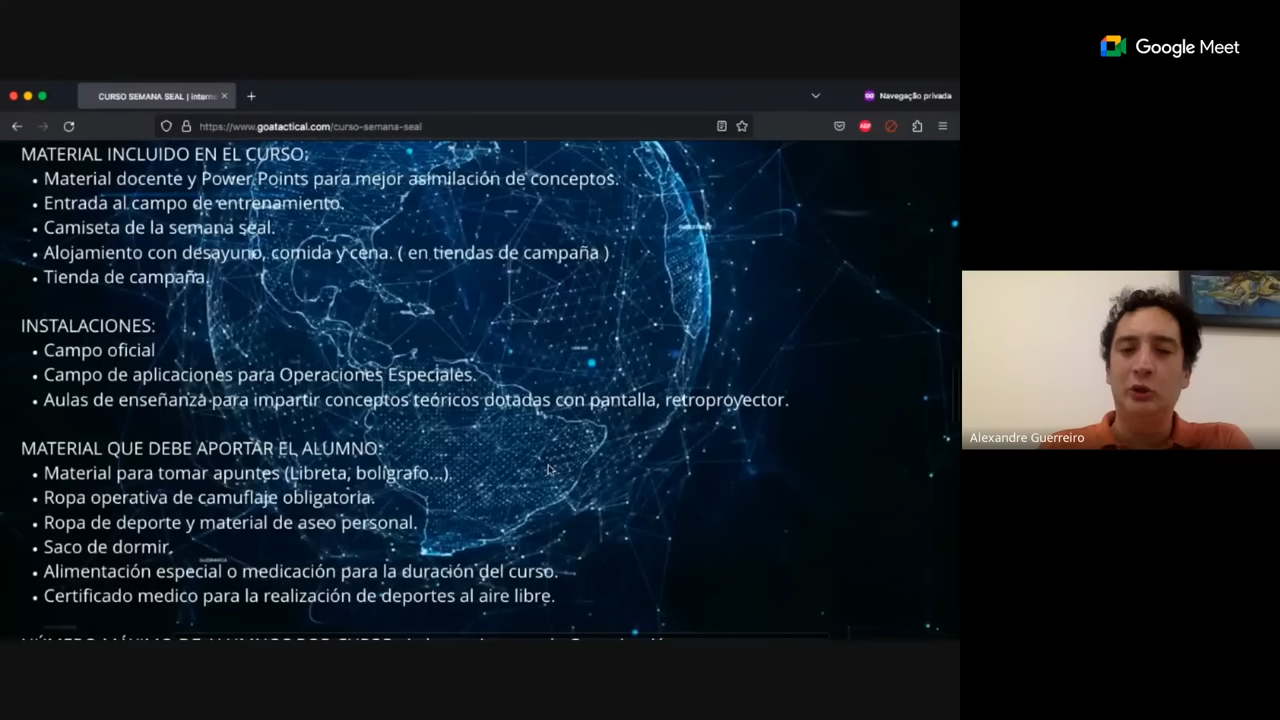 Google Meet
CURSO SEMANA SEAL | interna
Navegação privada
https://www.goatactical.com/curso-semana-seal
ABP
MATERIAL INCLUIDO EN EL CURSO:
• Material docente y Power Points para mejor asimilación de conceptos.
• Entrada al campo de entrenamiento.
• Camiseta de la semana seal.
• Alojamiento con desayuno, comida y cena. ( en tiendas de campaña )
• Tienda de campaña.
INSTALACIONES:
• Campo oficial
• Campo de aplicaciones para Operaciones Especiales.
• Aulas de enseñanza para impartir conceptos teóricos dotadas con pantalla, retroproyector.
MATERIAL QUE DEBE APORTAR EL ALUMNO:
• Material para tomar apuntes (Libreta, bolígrafo...).
• Ropa operativa de camuflaje obligatoria.
• Ropa de deporte y material de aseo personal.
• Saco de dormir.
• Alimentación especial o medicación para la duración del curso.
• Certificado medico para la realización de deportes al aire libre.
Alexandre Guerreiro